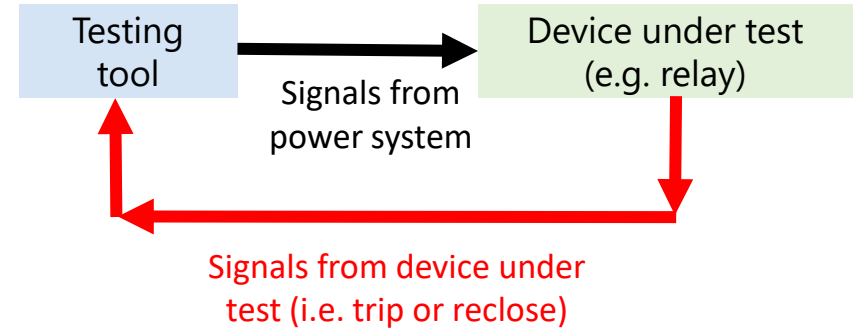 Testing
tool
Device under test
(e.g. relay)
Signals from
power system
Signals from device under
test (i.e. trip or reclose)